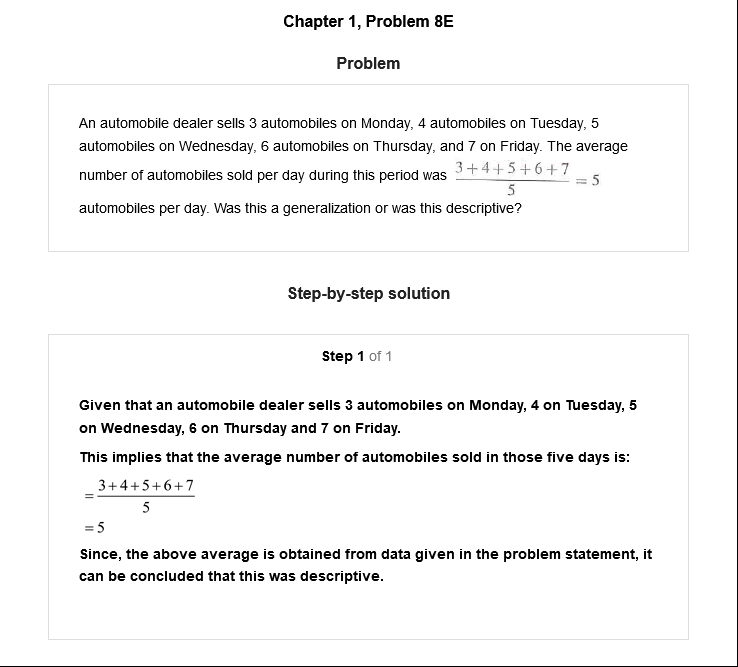 Chapter 1, Problem 8E
Problem
An automobile dealer sells 3 automobiles on Monday, 4 automobiles on Tuesday, 5
automobiles on Wednesday, 6 automobiles on Thursday, and 7 on Friday. The average
number of automobiles sold per day during this period was (3+4+5+6+7)/5 = 5
automobiles per day. Was this a generalization or was this descriptive?
Step-by-step solution
Step 1 of 1
Given that an automobile dealer sells 3 automobiles on Monday, 4 on Tuesday, 5
on Wednesday, 6 on Thursday and 7 on Friday.
This implies that the average number of automobiles sold in those five days is:
= (3+4+5+6+7)/5
= 5
Since, the above average is obtained from data given in the problem statement, it
can be concluded that this was descriptive.